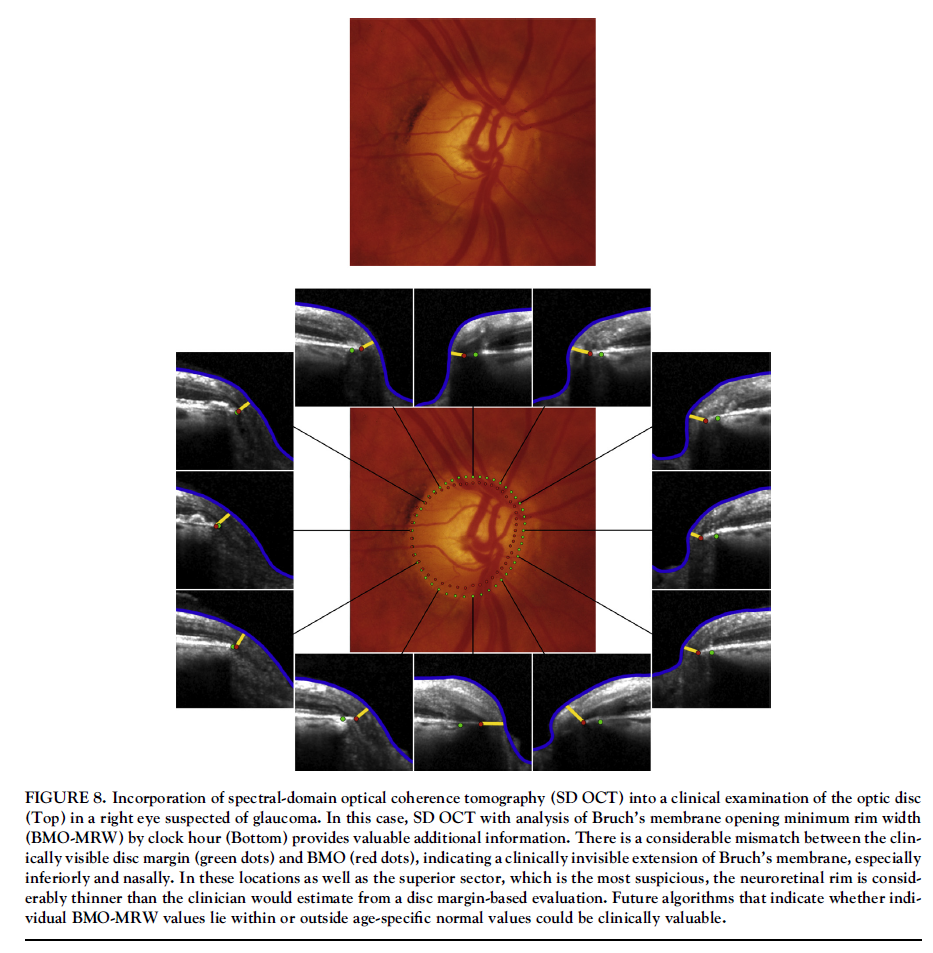 FIGURE 8. Incorporation of spectral-domain optical coherence tomography (SD OCT) into a clinical examination of the optic disc
(Top) in a right eye suspected of glaucoma. In this case, SD OCT with analysis of Bruch's membrane opening minimum rim width
(BMO-MRW) by clock hour (Bottom) provides valuable additional information. There is a considerable mismatch between the clin-
ically visible disc margin (green dots) and BMO (red dots), indicating a clinically invisible extension of Bruch's membrane, especially
inferiorly and nasally. In these locations as well as the superior sector, which is the most suspicious, the neuroretinal rim is consid-
erably thinner than the clinician would estimate from a disc margin-based evaluation. Future algorithms that indicate whether indi-
vidual BMO-MRW values lie within or outside age-specific normal values could be clinically valuable.